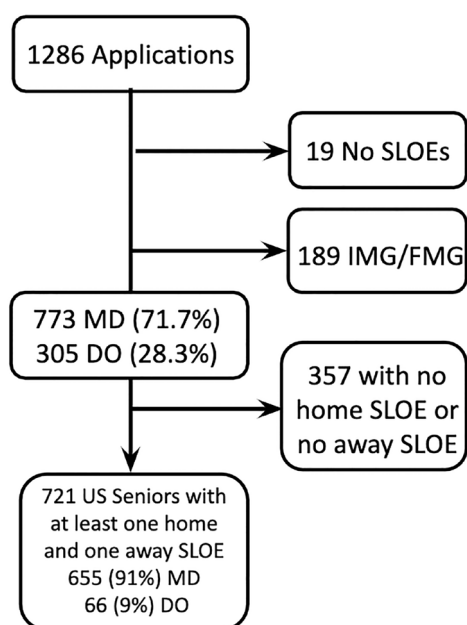 1286 Applications
19 No SLOEs
189 IMG/FMG
773 MD (71.7%)
305 DO (28.3%)
357 with no
home SLOE or
no away SLOE
721 US Seniors with
at least one home
and one away SLOE
655 (91%) MD
66 (9%) DO